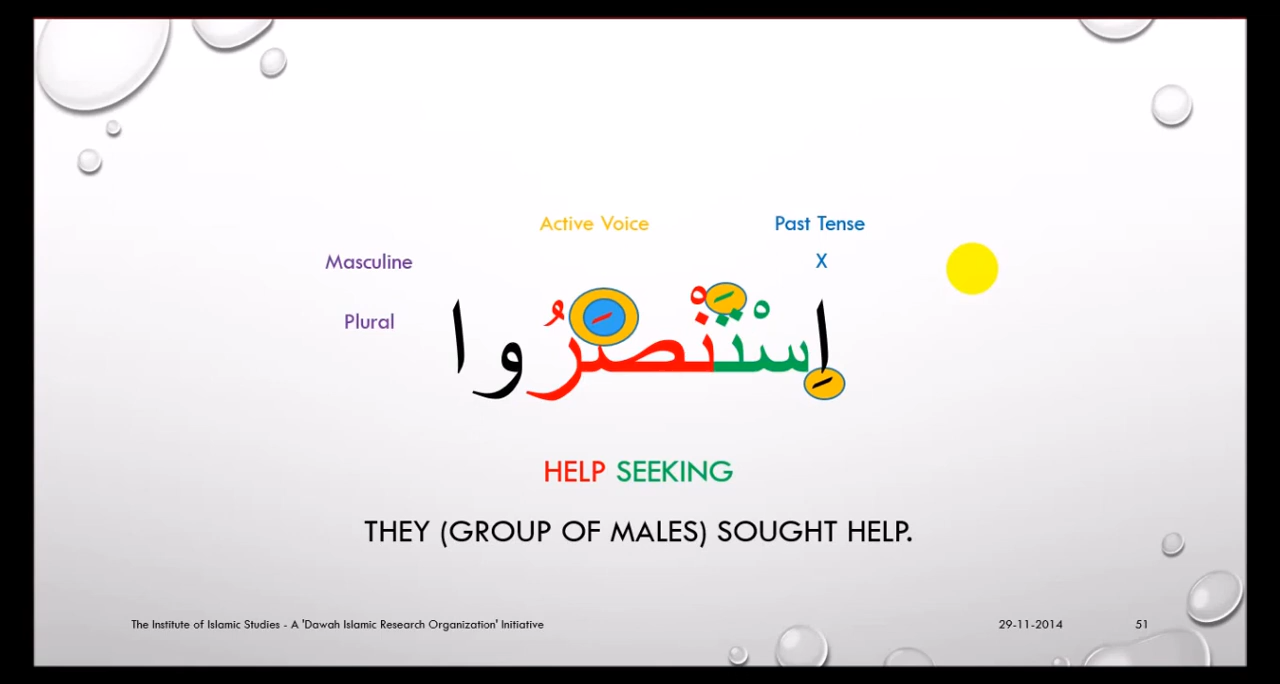 Active Voice
Past Tense
Masculine
X
Plural
اِسْتَنْصَرُوا
HELP SEEKING
THEY (GROUP OF MALES) SOUGHT HELP.
The Institute of Islamic Studies - A 'Dawah Islamic Research Organization' Initiative
29-11-2014
51